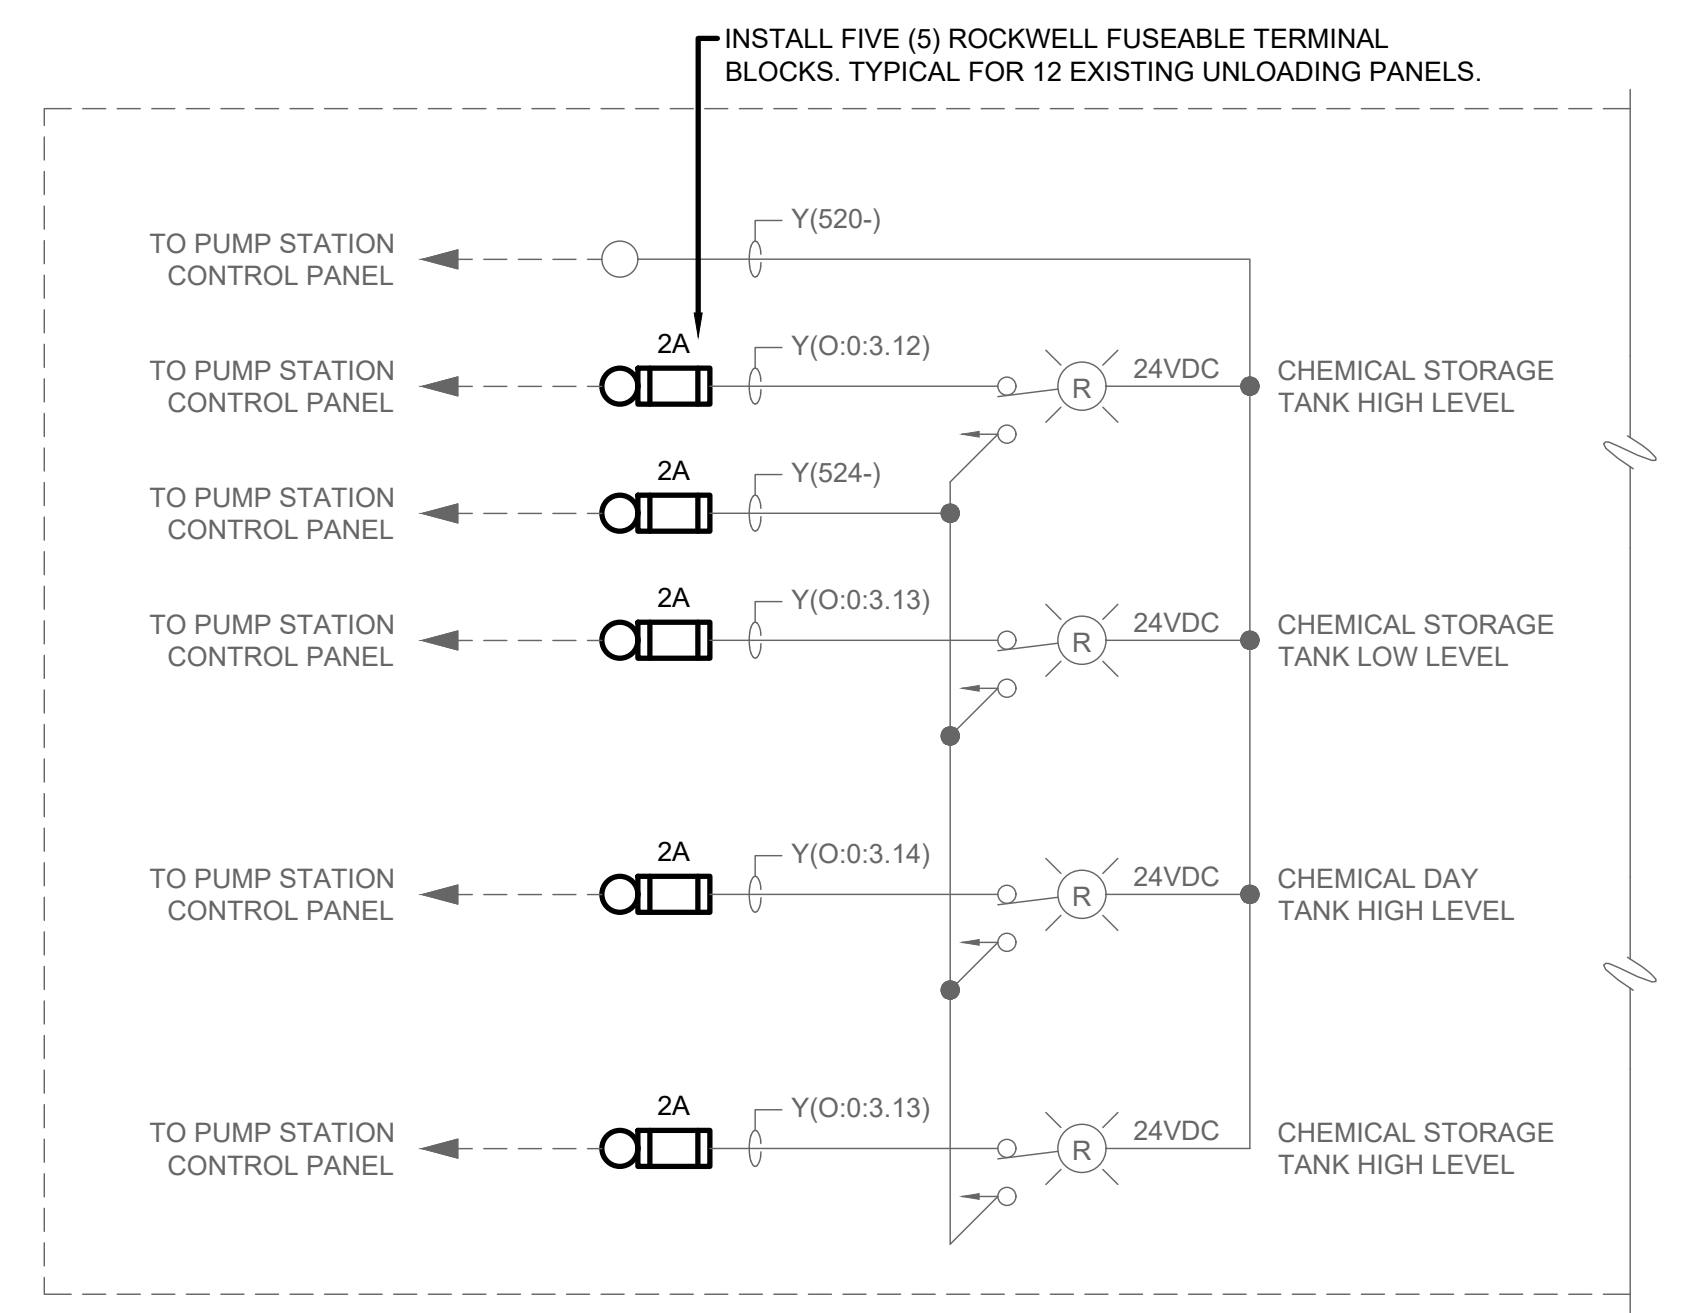 INSTALL FIVE (5) ROCKWELL FUSEABLE TERMINAL
BLOCKS. TYPICAL FOR 12 EXISTING UNLOADING PANELS.
Y(520-)
TO PUMP STATION
CONTROL PANEL
2A
Y(O:0:3.12)
TO PUMP STATION
CONTROL PANEL
R
24VDC
CHEMICAL STORAGE
TANK HIGH LEVEL
2A
Y(524-)
TO PUMP STATION
CONTROL PANEL
2A
Y(O:0:3.13)
TO PUMP STATION
CONTROL PANEL
R
24VDC
CHEMICAL STORAGE
TANK LOW LEVEL
2A
Y(O:0:3.14)
TO PUMP STATION
CONTROL PANEL
R
24VDC
CHEMICAL DAY
TANK HIGH LEVEL
2A
Y(O:0:3.13)
TO PUMP STATION
CONTROL PANEL
R
24VDC
CHEMICAL STORAGE
TANK HIGH LEVEL